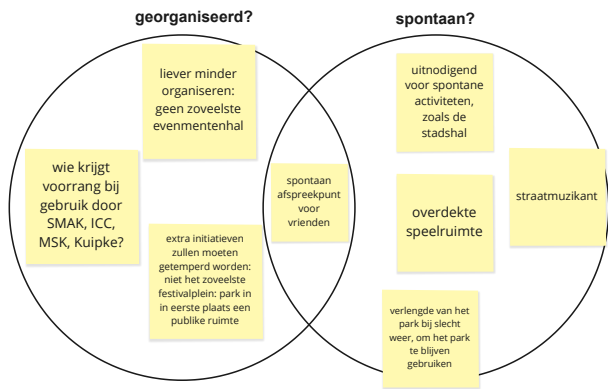 georganiseerd?
spontaan?
liever minder
organiseren:
geen zoveelste
evenmentenhal
wie krijgt
voorrang bij
gebruik door
SMAK, ICC,
MSK, Kuipke?
extra initiatieven
zullen moeten
getemperd worden:
niet het zoveelste
festivalplein: park in
in eerste plaats een
publike ruimte
spontaan
afspreekpunt
voor
vrienden
uitnodigend
voor spontane
activiteten,
zoals de
stadshal
overdekte
speelruimte
straatmuzikant
verlengde van het
park bij slecht
weer, om het park
te blijven
gebruiken